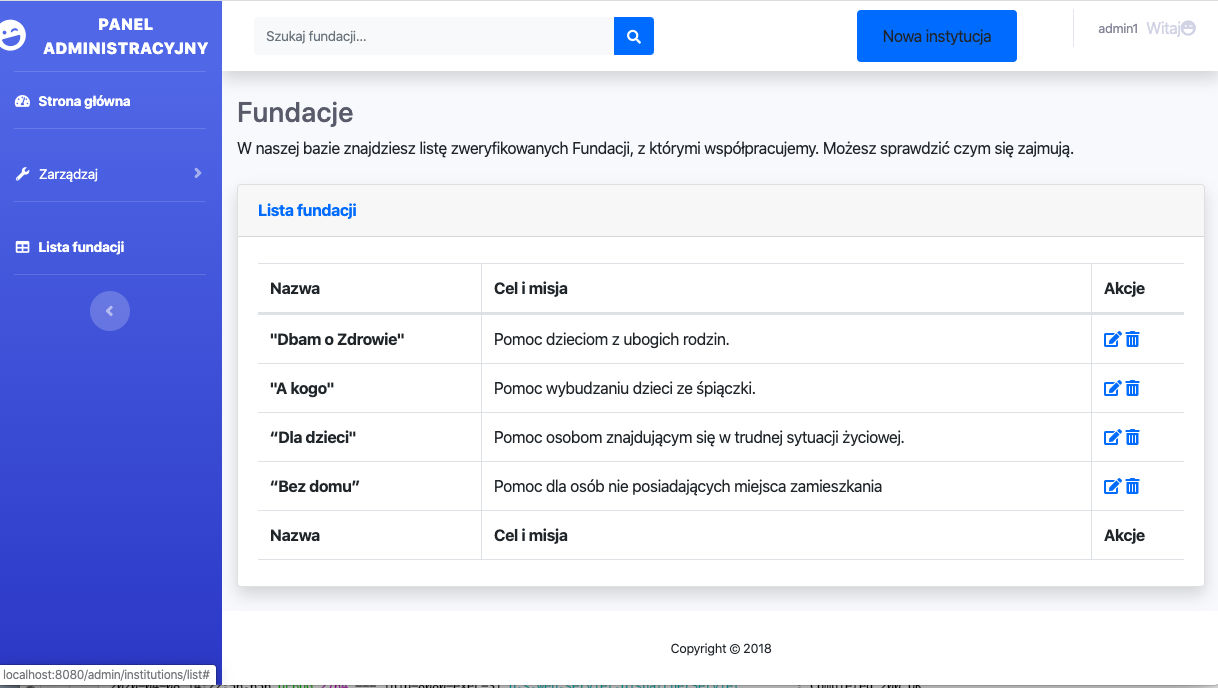 PANEL
ADMINISTRACYJNY
Szukaj fundacji...
Nowa instytucja
admin1 Witaj
Strona główna
Zarządzaj
Lista fundacji
Fundacje
W naszej bazie znajdziesz listę zweryfikowanych Fundacji, z którymi współpracujemy. Możesz sprawdzić czym się zajmują.
Lista fundacji
Nazwa Cel i misja Akcje
"Dbam o Zdrowie" Pomoc dzieciom z ubogich rodzin.
"A kogo" Pomoc wybudzaniu dzieci ze śpiączki.
“Dla dzieci" Pomoc osobom znajdującym się w trudnej sytuacji życiowej.
“Bez domu” Pomoc dla osób nie posiadających miejsca zamieszkania
Nazwa Cel i misja Akcje
Copyright © 2018
localhost:8080/admin/institutions/list#